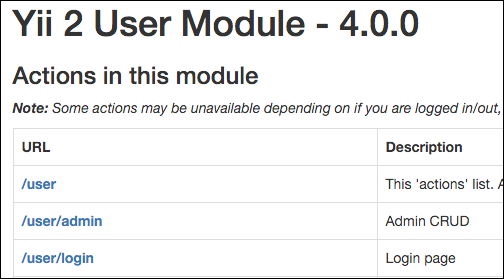 Yii 2 User Module - 4.0.0
Actions in this module
Note: Some actions may be unavailable depending on if you are logged in/out,
URL Description
/user This 'actions' list.
/user/admin Admin CRUD
/user/login Login page